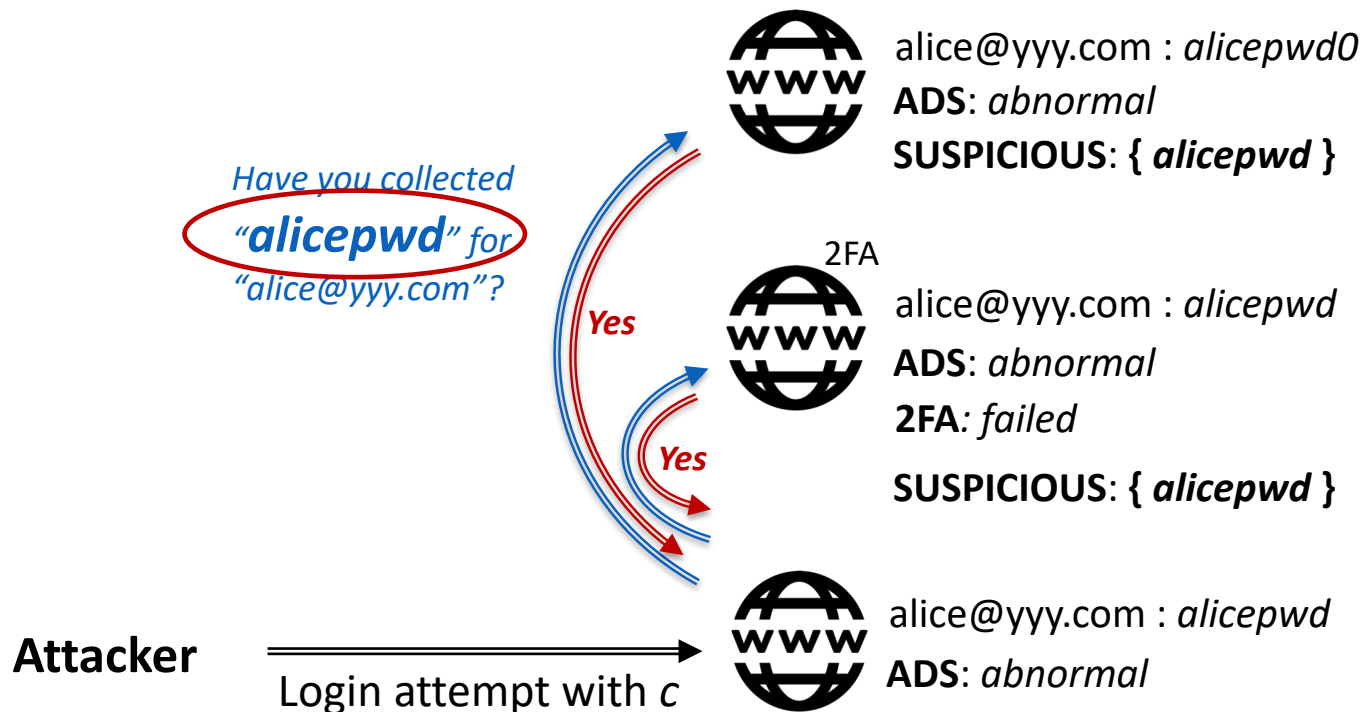 WWW
alice@yyy.com : alicepwd0
ADS: abnormal
SUSPICIOUS: { alicepwd }
Have you collected
“alicepwd” for
“alice@yyy.com”?
Yes
2FA
WWW
alice@yyy.com : alicepwd
ADS: abnormal
2FA: failed
Yes
SUSPICIOUS: { alicepwd }
WWW
alice@yyy.com : alicepwd
ADS: abnormal
Attacker
Login attempt with c